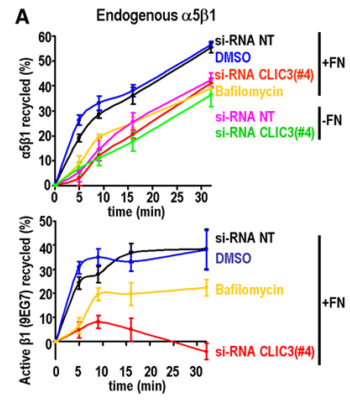 A
Endogenous α5β1
α5β1 recycled (%)
60
50
40
30
20
10
0
0 5 10 15 20 25 30
time (min)
si-RNA NT
DMSO
si-RNA CLIC3(#4)
Bafilomycin
+FN
si-RNA NT
si-RNA CLIC3(#4)
-FN
Active β1 (9EG7) recycled (%)
50
40
30
20
10
0
0 5 10 15 20 25 30
time (min)
si-RNA NT
DMSO
Bafilomycin
si-RNA CLIC3(#4)
+FN